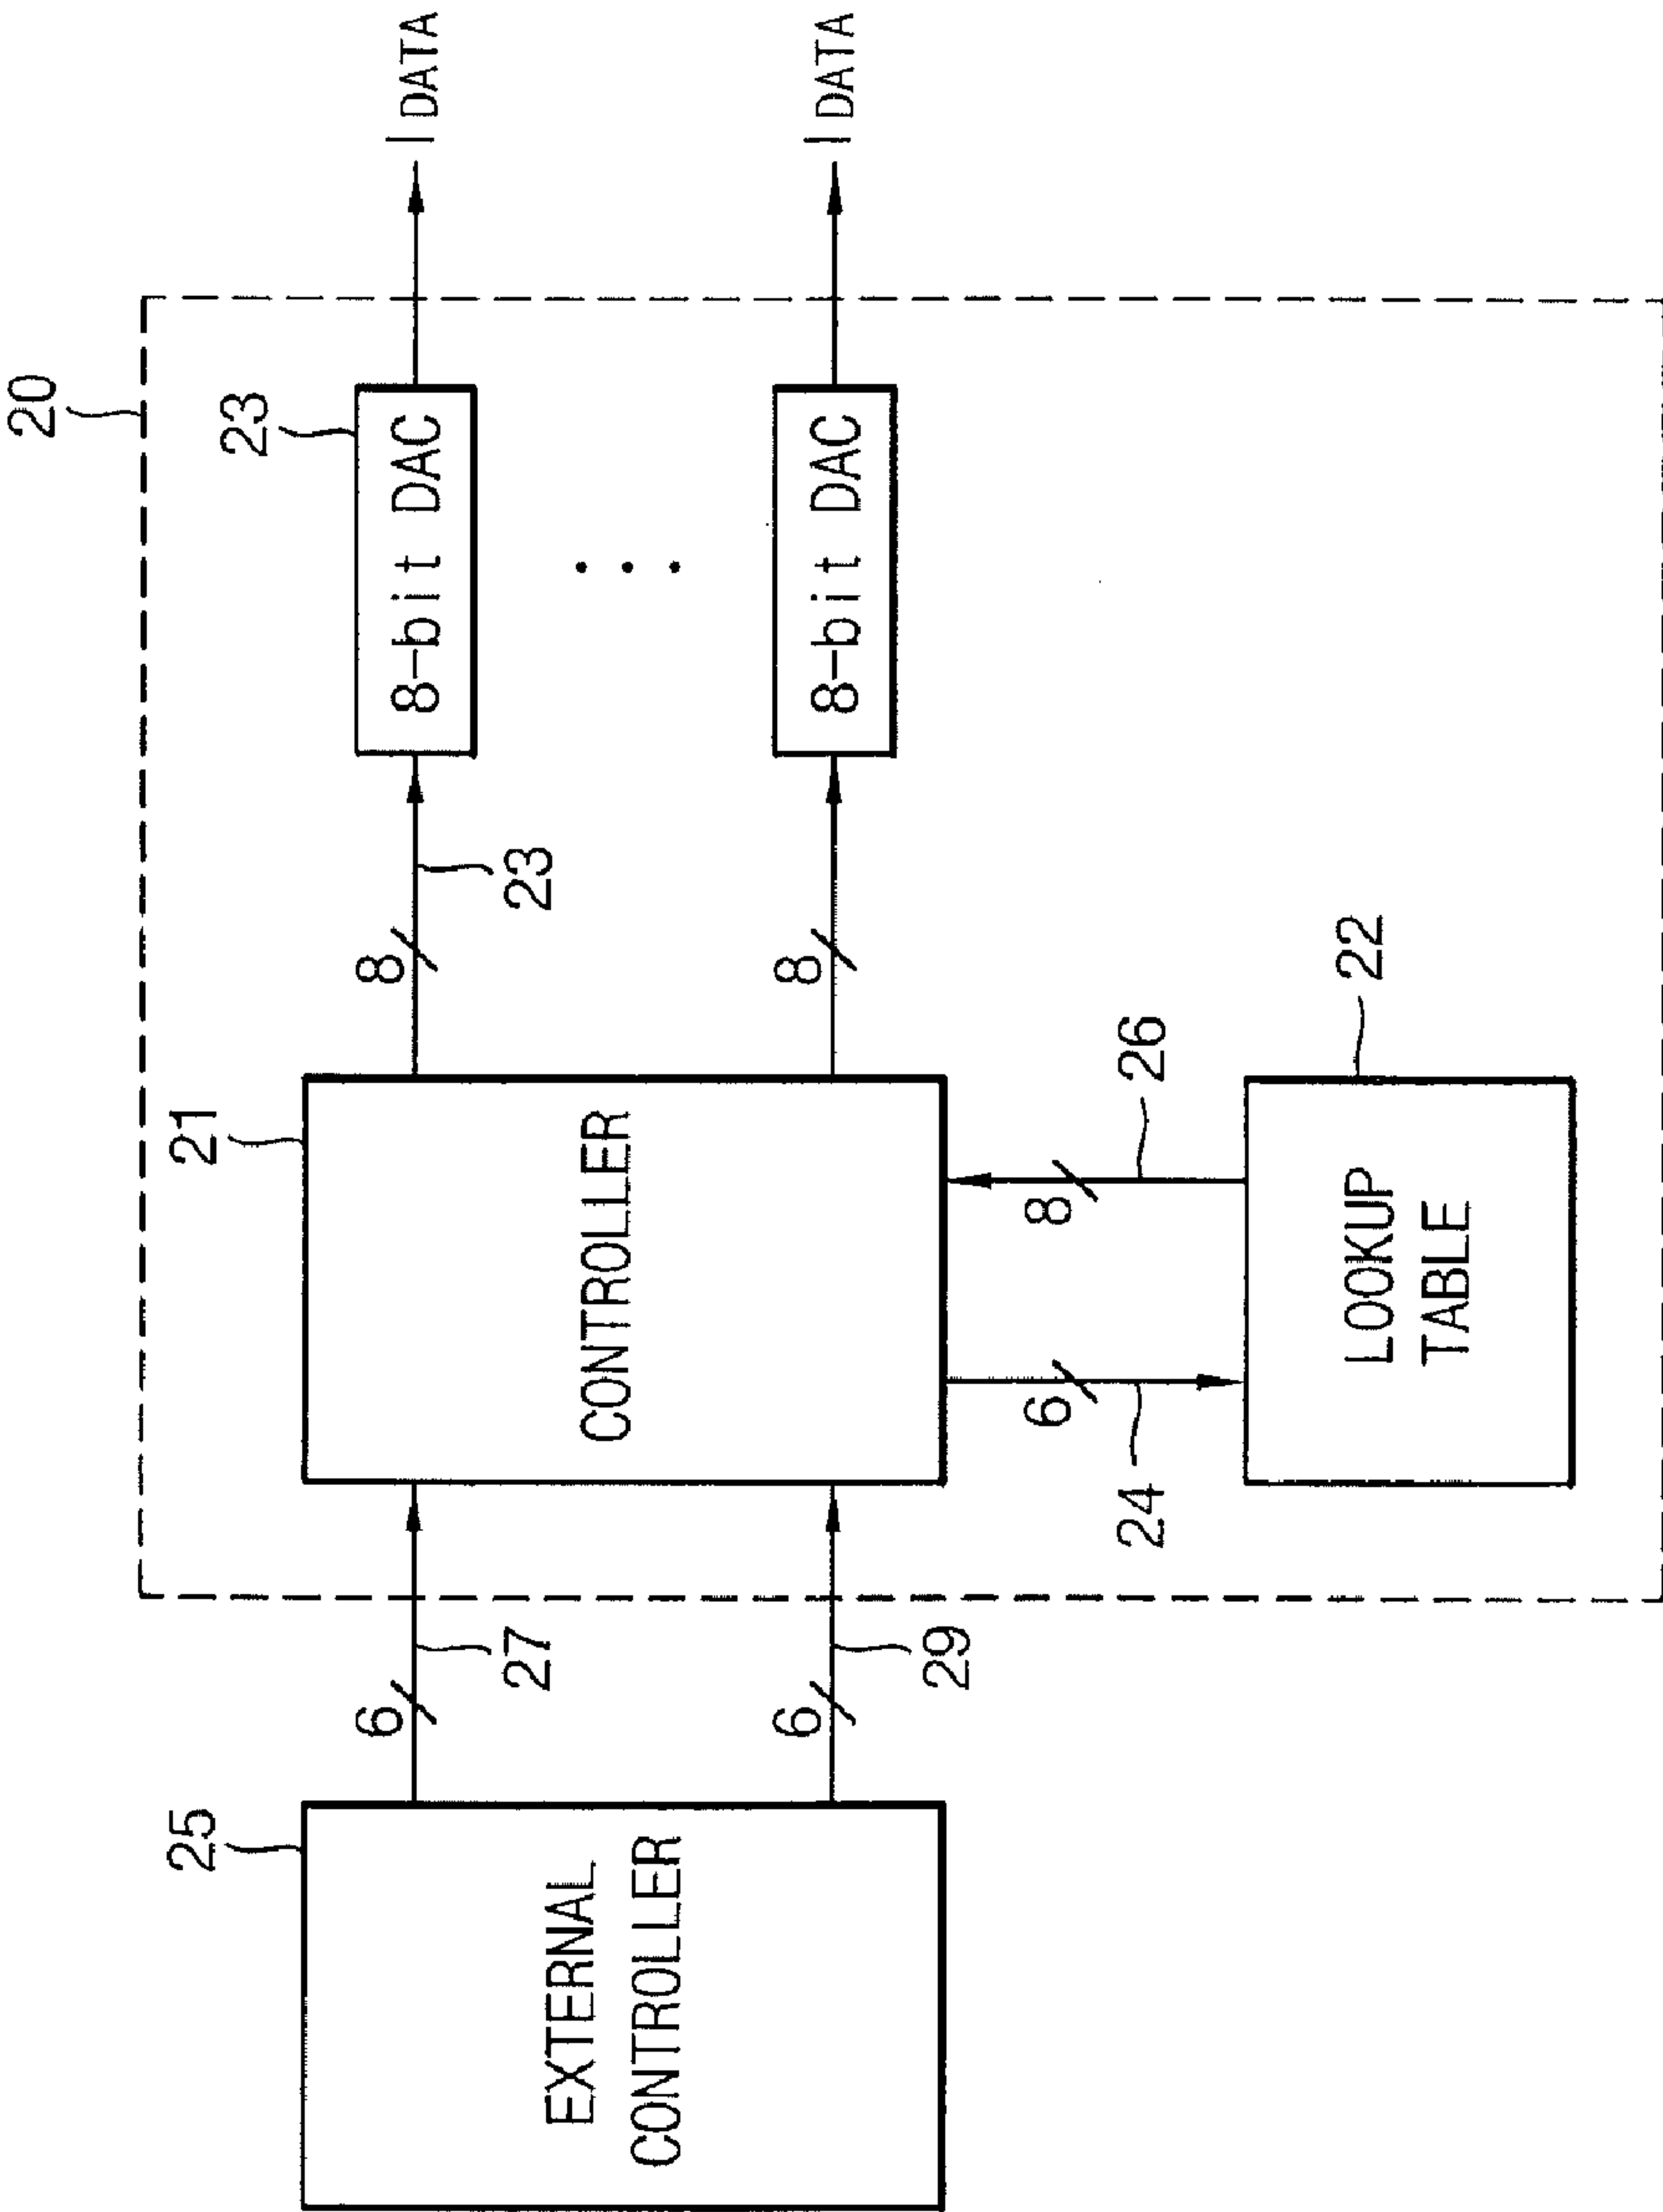 20
25
21
23
EXTERNAL
CONTROLLER
6
27
6
29
CONTROLLER
8
23
8
8-bit DAC
8-bit DAC
I DATA
I DATA
6
24
8
26
LOOKUP
TABLE
22